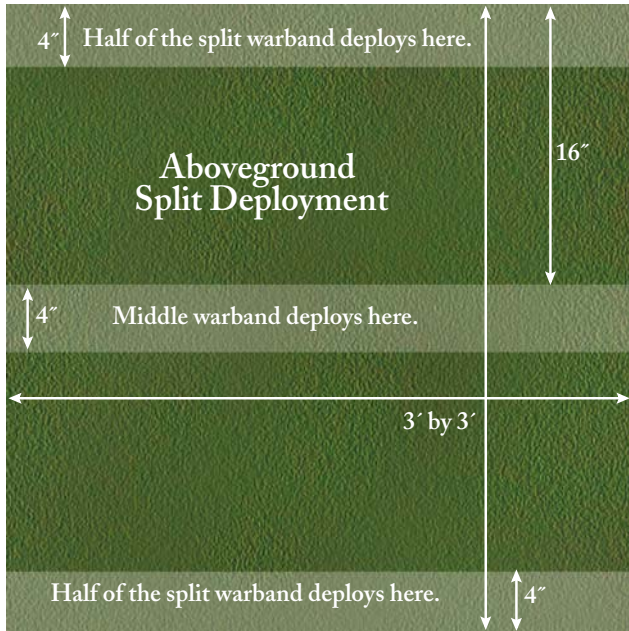 4″ Half of the split warband deploys here.
Aboveground
Split Deployment
16″
4″ Middle warband deploys here.
3′ by 3′
Half of the split warband deploys here. 4″